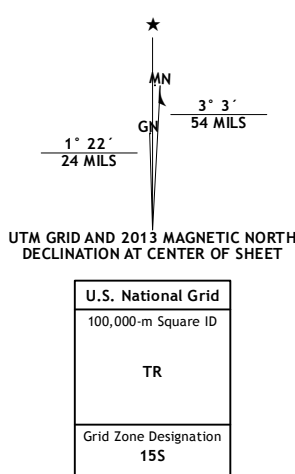 ★
MN
GN
3° 3´
54 MILS
1° 22´
24 MILS
UTM GRID AND 2013 MAGNETIC NORTH
DECLINATION AT CENTER OF SHEET
U.S. National Grid
100,000-m Square ID
TR
Grid Zone Designation
15S